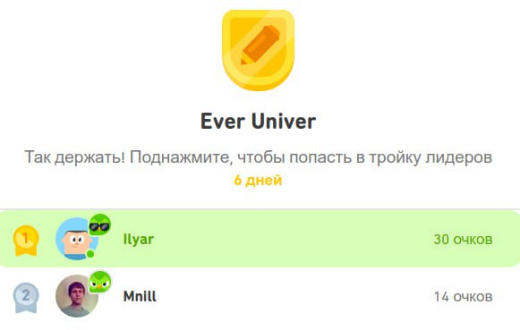 Ever Univer
Так держать! Поднажмите, чтобы попасть в тройку лидеров
6 дней
1 Ilyar 30 очков
2 Mnill 14 очков